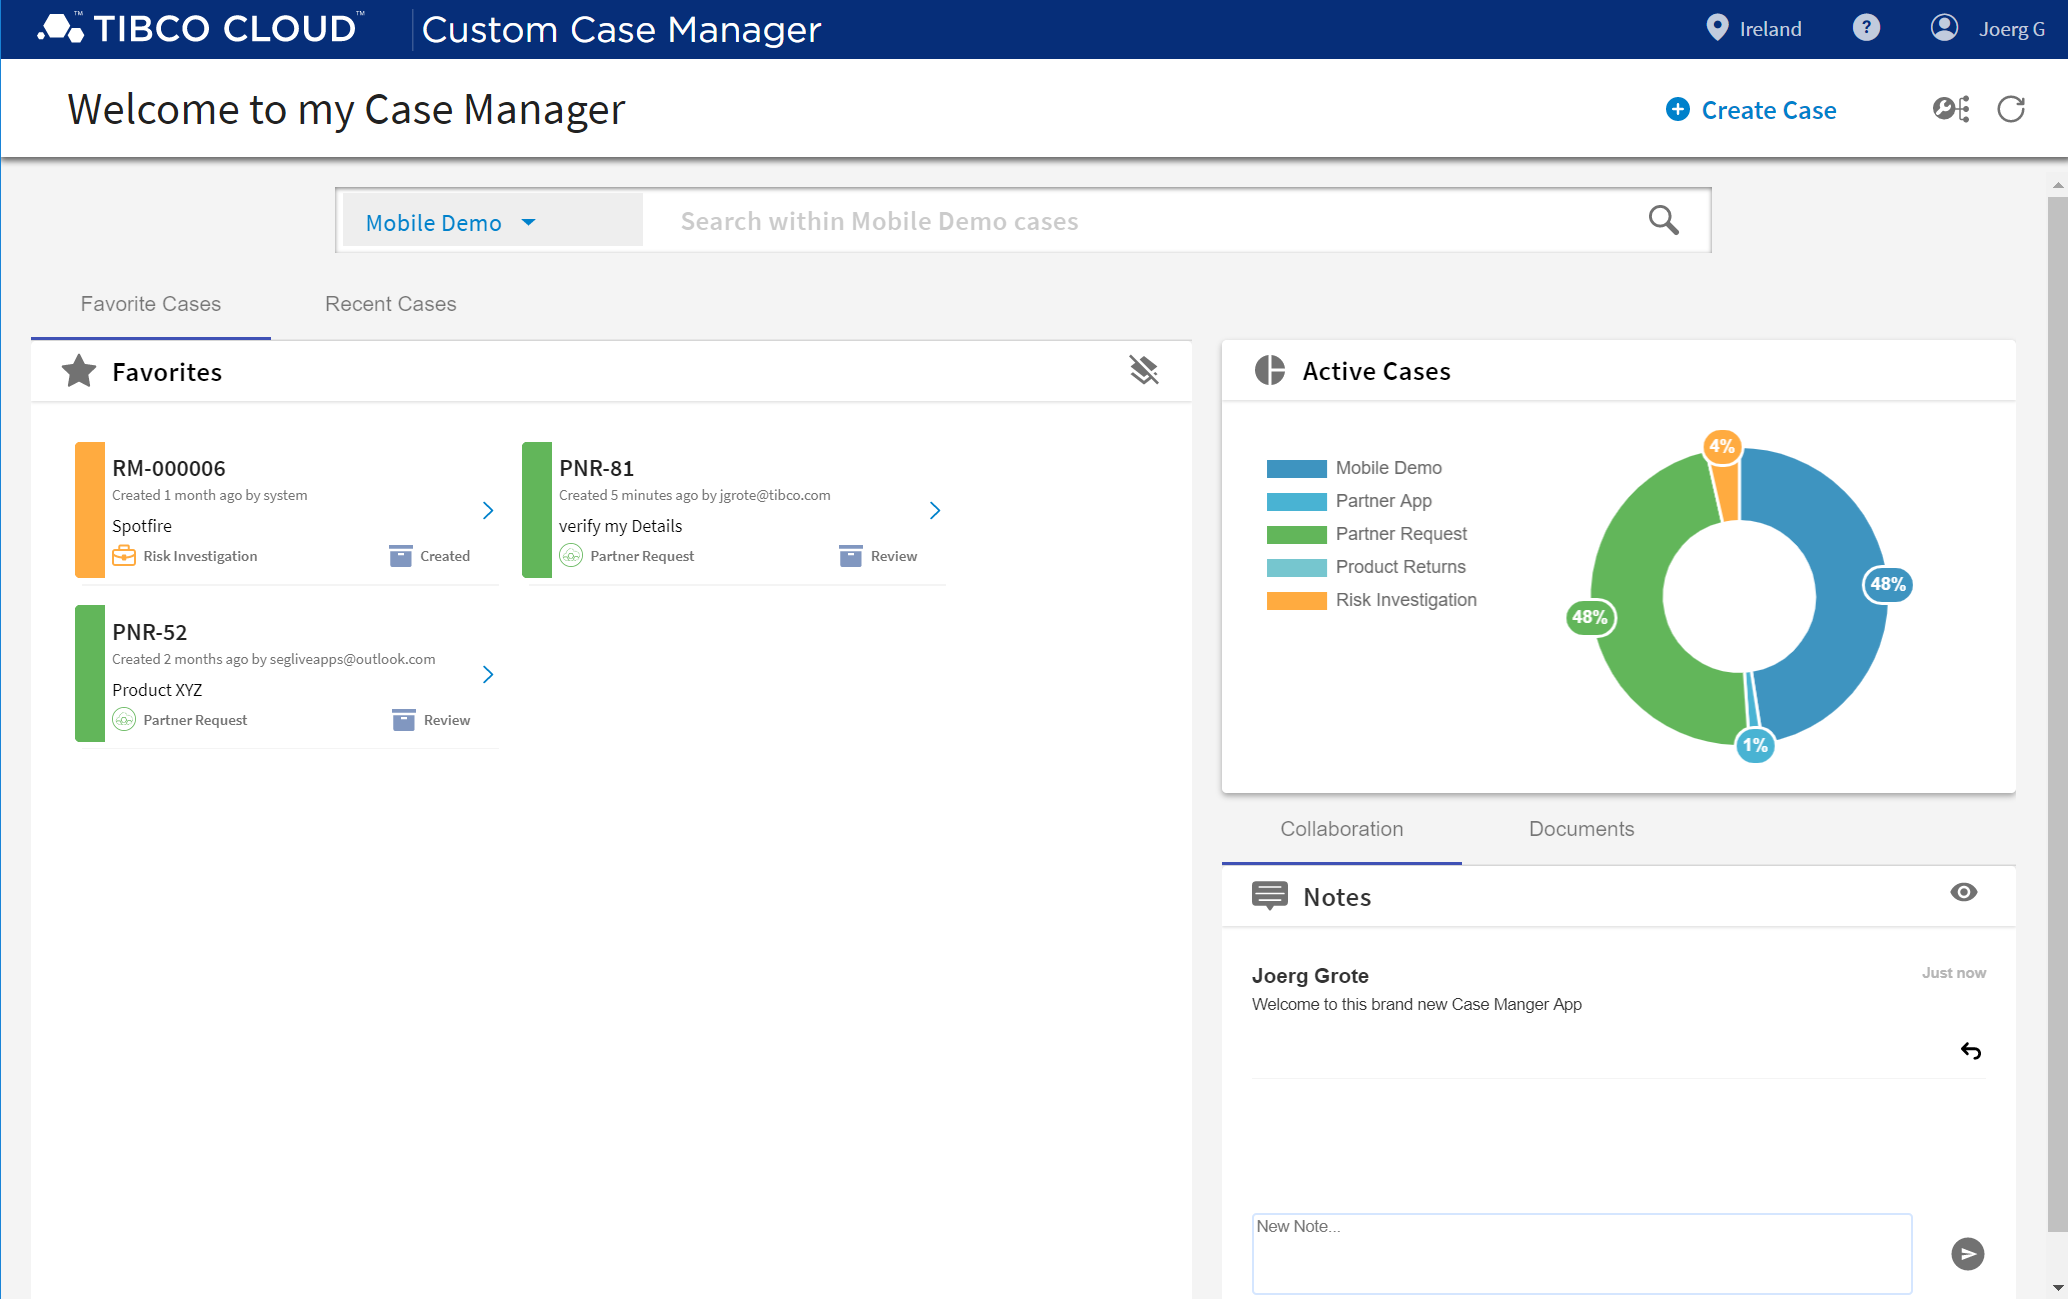 TIBCO CLOUD™ Custom Case Manager
Ireland
?
Joerg G
Welcome to my Case Manager
Create Case
Mobile Demo
Search within Mobile Demo cases
Favorite Cases
Recent Cases
Favorites
RM-000006
Created 1 month ago by system
Spotfire
Risk Investigation
Created
PNR-81
Created 5 minutes ago by jgrote@tibco.com
verify my Details
Partner Request
Review
PNR-52
Created 2 months ago by segliveapps@outlook.com
Product XYZ
Partner Request
Review
Active Cases
Mobile Demo
Partner App
Partner Request
Product Returns
Risk Investigation
4%
48%
48%
1%
Collaboration
Documents
Notes
Joerg Grote
Just now
Welcome to this brand new Case Manger App
New Note...